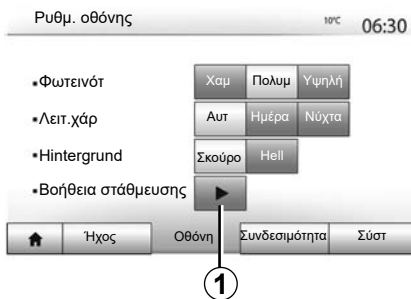 Ρυθμ. οθόνης 10°C 06:30
▪Φωτεινότ Χαμ Πολυμ Υψηλή
▪Λειτ.χάρ Αυτ Ημέρα Νύχτα
▪Hintergrund Σκούρο Hell
▪Βοήθεια στάθμευσης
Ήχος Οθόνη Συνδεσιμότητα Σύστ
1